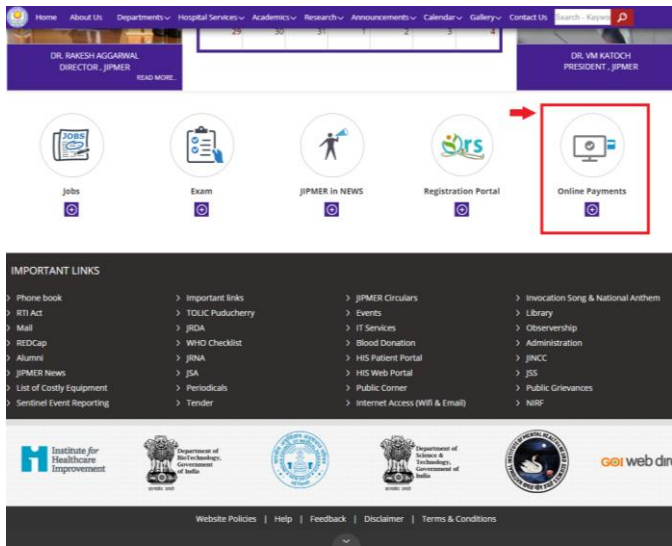 Home About Us Departments Hospital Services Academics Research Announcements Calendar Gallery Contact Us Search - Keywo
29 30 31 1 2 3 4
DR. RAKESH AGGARWAL
DIRECTOR , JIPMER
READ MORE..
DR. VM KATOCH
PRESIDENT , JIPMER
JOBS
Ors
Jobs
Exam
JIPMER in NEWS
Registration Portal
Online Payments
IMPORTANT LINKS
> Phone book
> RTI Act
> Mail
> REDCap
> Alumni
> JIPMER News
> List of Costly Equipment
> Sentinel Event Reporting
> Important links
> TOLIC Puducherry
> JRDA
> WHO Checklist
> JRNA
> JSA
> Periodicals
> Tender
> JIPMER Circulars
> Events
> IT Services
> Blood Donation
> HIS Patient Portal
> HIS Web Portal
> Public Corner
> Internet Access (Wifi & Email)
> Invocation Song & National Anthem
> Library
> Observership
> Administration
> JINCC
> JSS
> Public Grievances
> NIRF
Institute for
Healthcare
Improvement
Department of
BioTechnology,
Government
of India
Department of
Science &
Technology,
Government of
India
GOI web dire
Website Policies | Help | Feedback | Disclaimer | Terms & Conditions